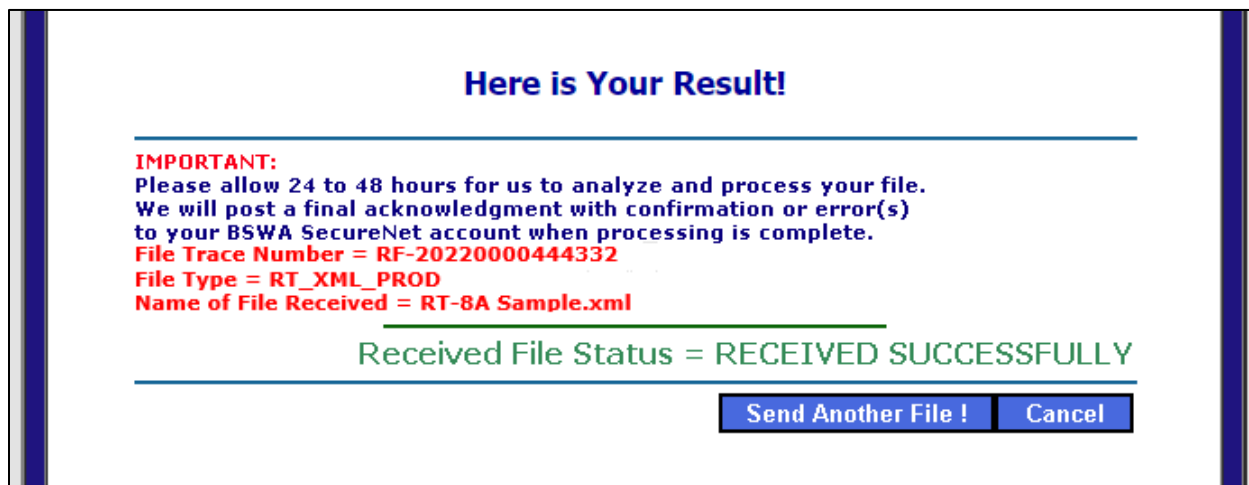 Here is Your Result!
IMPORTANT:
Please allow 24 to 48 hours for us to analyze and process your file.
We will post a final acknowledgment with confirmation or error(s)
to your BSWA SecureNet account when processing is complete.
File Trace Number = RF-20220000444332
File Type = RT_XML_PROD
Name of File Received = RT-8A Sample.xml
Received File Status = RECEIVED SUCCESSFULLY
Send Another File ! Cancel